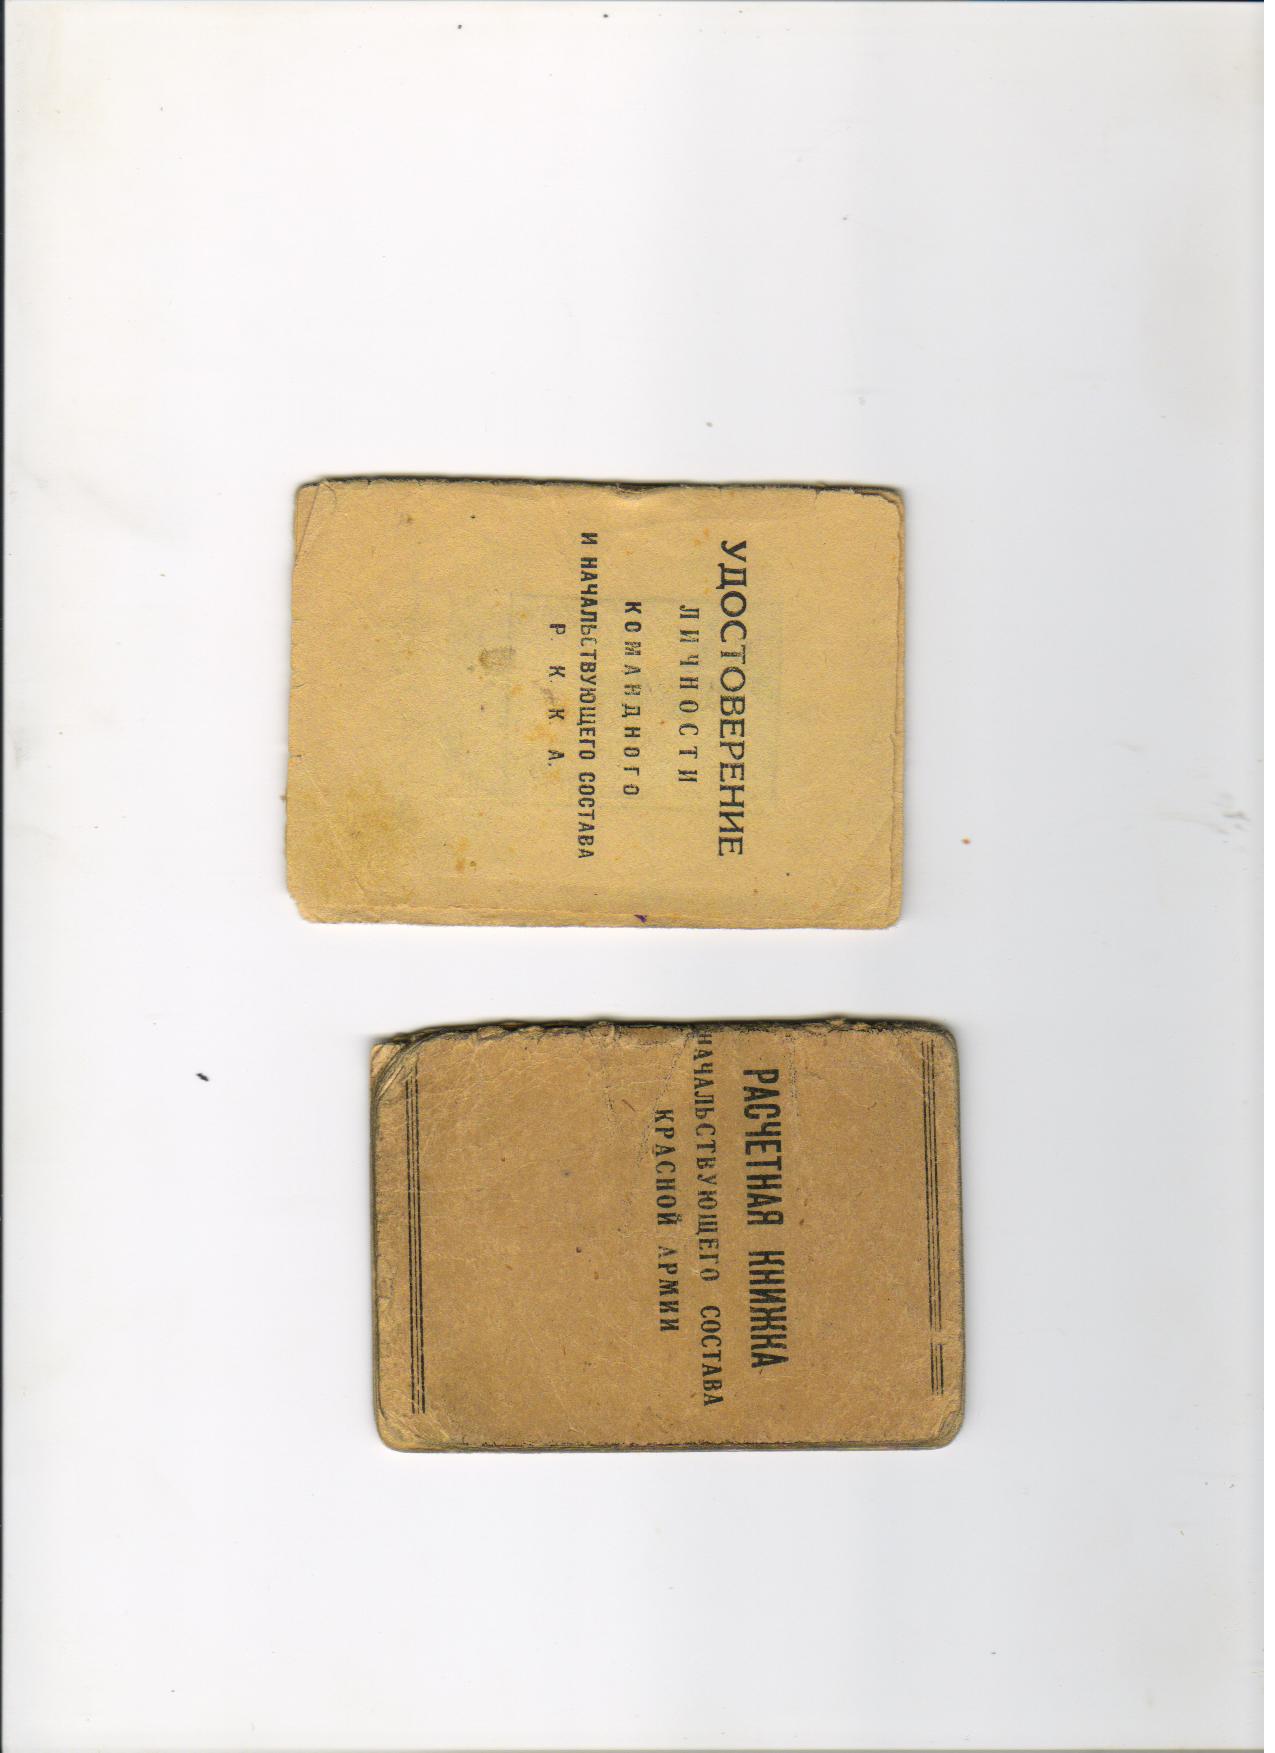 УДОСТОВЕРЕНИЕ
ЛИЧНОСТИ
КОМАНДНОГО
И НАЧАЛЬСТВУЮЩЕГО СОСТАВА
Р. К. К. А.
РАСЧЕТНАЯ КНИЖКА
НАЧАЛЬСТВУЮЩЕГО СОСТАВА
КРАСНОЙ АРМИИ